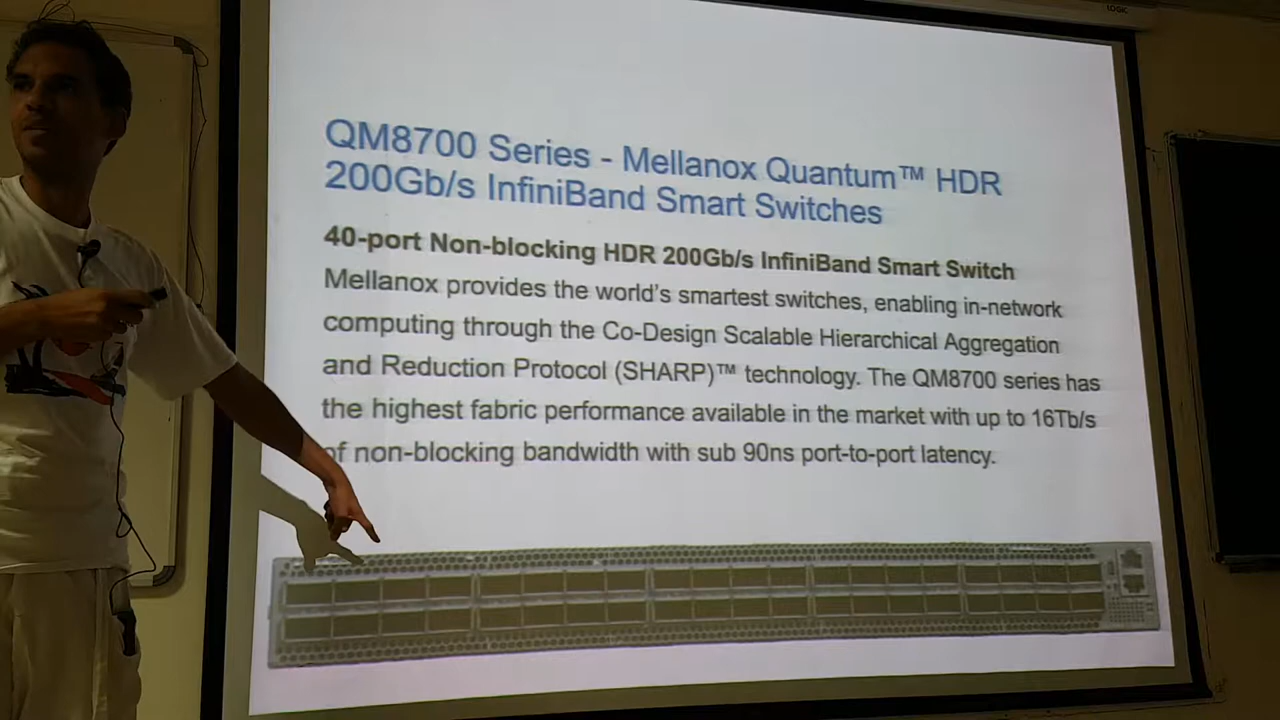 QM8700 Series - Mellanox Quantum™ HDR
200Gb/s InfiniBand Smart Switches
40-port Non-blocking HDR 200Gb/s InfiniBand Smart Switch
Mellanox provides the world's smartest switches, enabling in-network
computing through the Co-Design Scalable Hierarchical Aggregation
and Reduction Protocol (SHARP)™ technology. The QM8700 series has
the highest fabric performance available in the market with up to 16Tb/s
of non-blocking bandwidth with sub 90ns port-to-port latency.